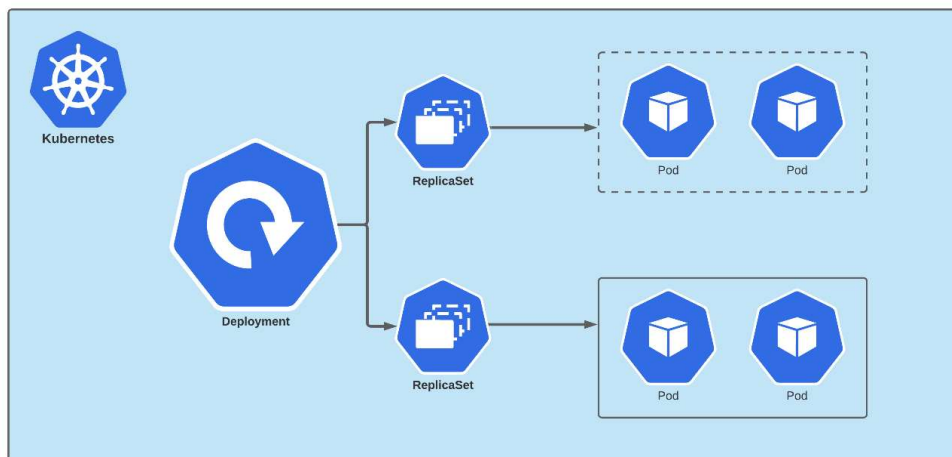 Kubernetes
Deployment
ReplicaSet
Pod
Pod
ReplicaSet
Pod
Pod